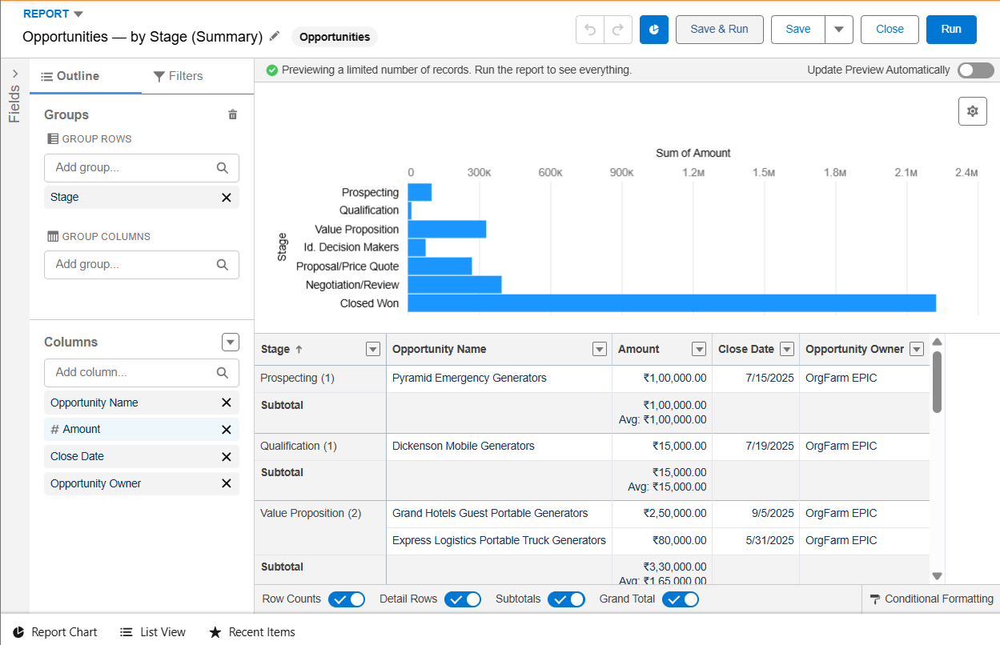 REPORT
Opportunities — by Stage (Summary)
Opportunities
Save & Run
Save
Close
Run
Fields
Outline
Filters
Previewing a limited number of records. Run the report to see everything.
Update Preview Automatically
Groups
GROUP ROWS
Add group...
Stage
GROUP COLUMNS
Add group...
Columns
Add column...
Opportunity Name
# Amount
Close Date
Opportunity Owner
Sum of Amount
0 300K 600K 900K 1.2M 1.5M 1.8M 2.1M 2.4M
Stage
Prospecting
Qualification
Value Proposition
Id. Decision Makers
Proposal/Price Quote
Negotiation/Review
Closed Won
Stage Opportunity Name Amount Close Date Opportunity Owner
Prospecting (1) Pyramid Emergency Generators ₹1,00,000.00 7/15/2025 OrgFarm EPIC
Subtotal ₹1,00,000.00
Avg: ₹1,00,000.00
Qualification (1) Dickenson Mobile Generators ₹15,000.00 7/19/2025 OrgFarm EPIC
Subtotal ₹15,000.00
Avg: ₹15,000.00
Value Proposition (2) Grand Hotels Guest Portable Generators ₹2,50,000.00 9/5/2025 OrgFarm EPIC
Express Logistics Portable Truck Generators ₹80,000.00 5/31/2025 OrgFarm EPIC
Subtotal ₹3,30,000.00
Avg: ₹1,65,000.00
Row Counts Detail Rows Subtotals Grand Total Conditional Formatting
Report Chart List View Recent Items